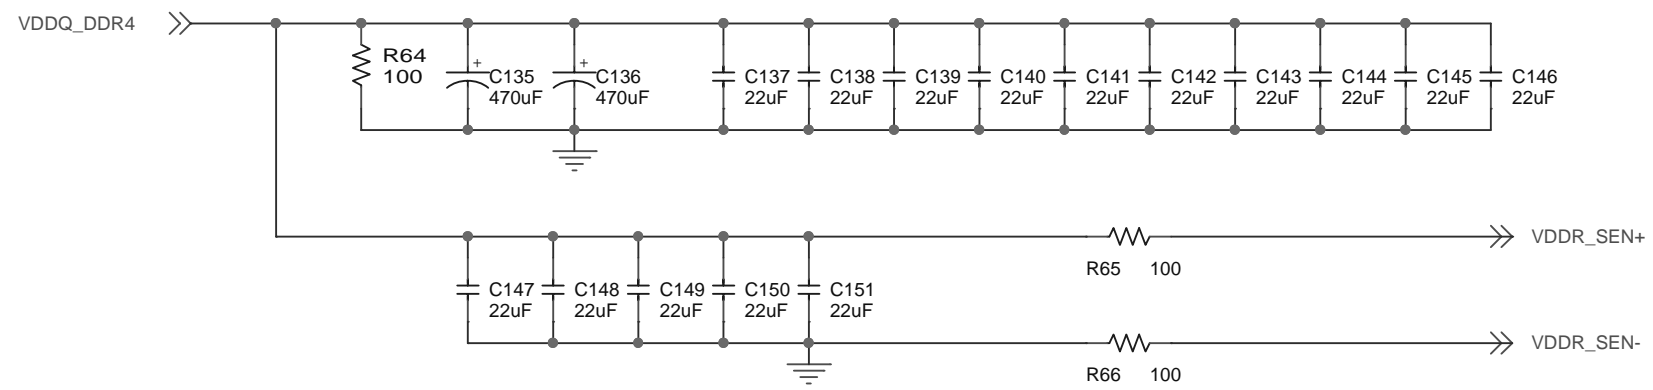 VDDQ_DDR4
R64
100
+
C135
470uF
+
C136
470uF
C137
22uF
C138
22uF
C139
22uF
C140
22uF
C141
22uF
C142
22uF
C143
22uF
C144
22uF
C145
22uF
C146
22uF
VDDR_SEN+
R65 100
C147
22uF
C148
22uF
C149
22uF
C150
22uF
C151
22uF
VDDR_SEN-
R66 100